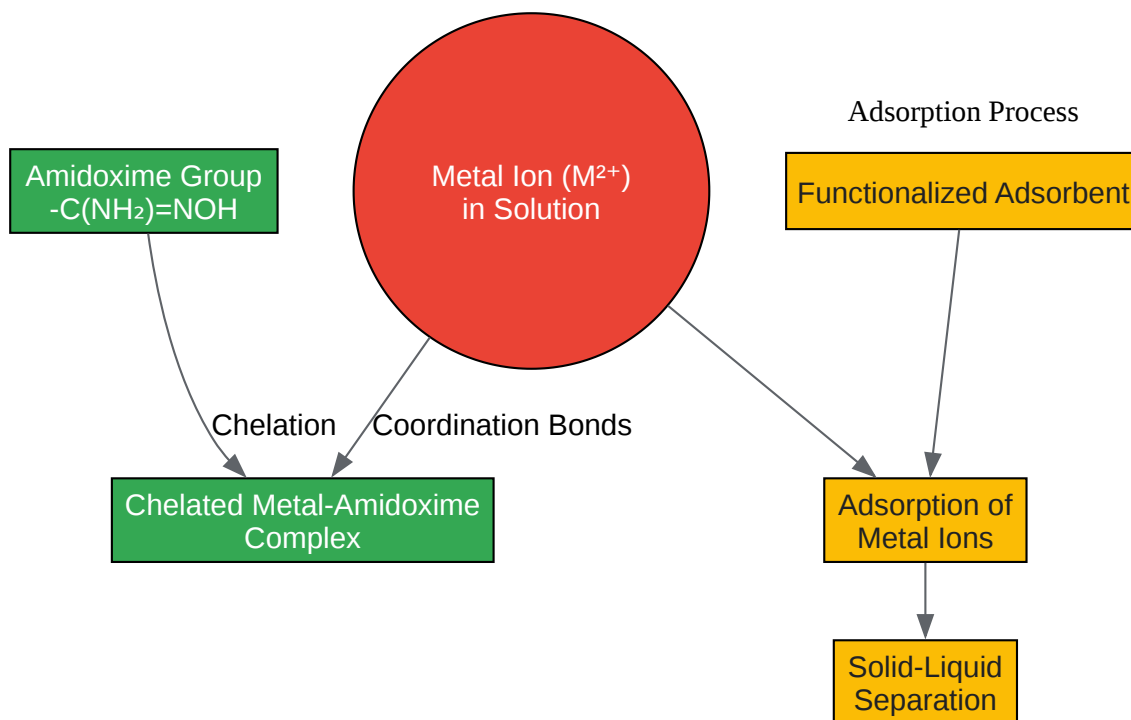 Adsorption Process
Amidoxime Group
-C(NH₂)=NOH
Metal Ion (M²⁺)
in Solution
Functionalized Adsorbent
Chelation
Coordination Bonds
Chelated Metal-Amidoxime
Complex
Adsorption of
Metal Ions
Solid-Liquid
Separation